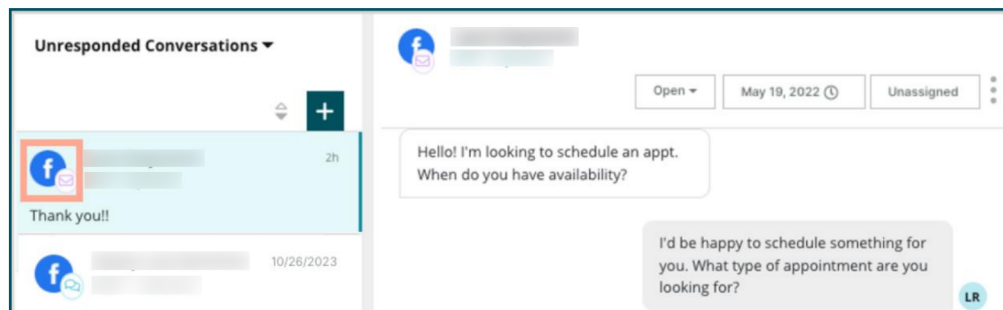 Unresponded Conversations
Open
May 19, 2022
Unassigned
2h
Thank you!!
10/26/2023
Hello! I'm looking to schedule an appt.
When do you have availability?
I'd be happy to schedule something for
you. What type of appointment are you
looking for?
LR